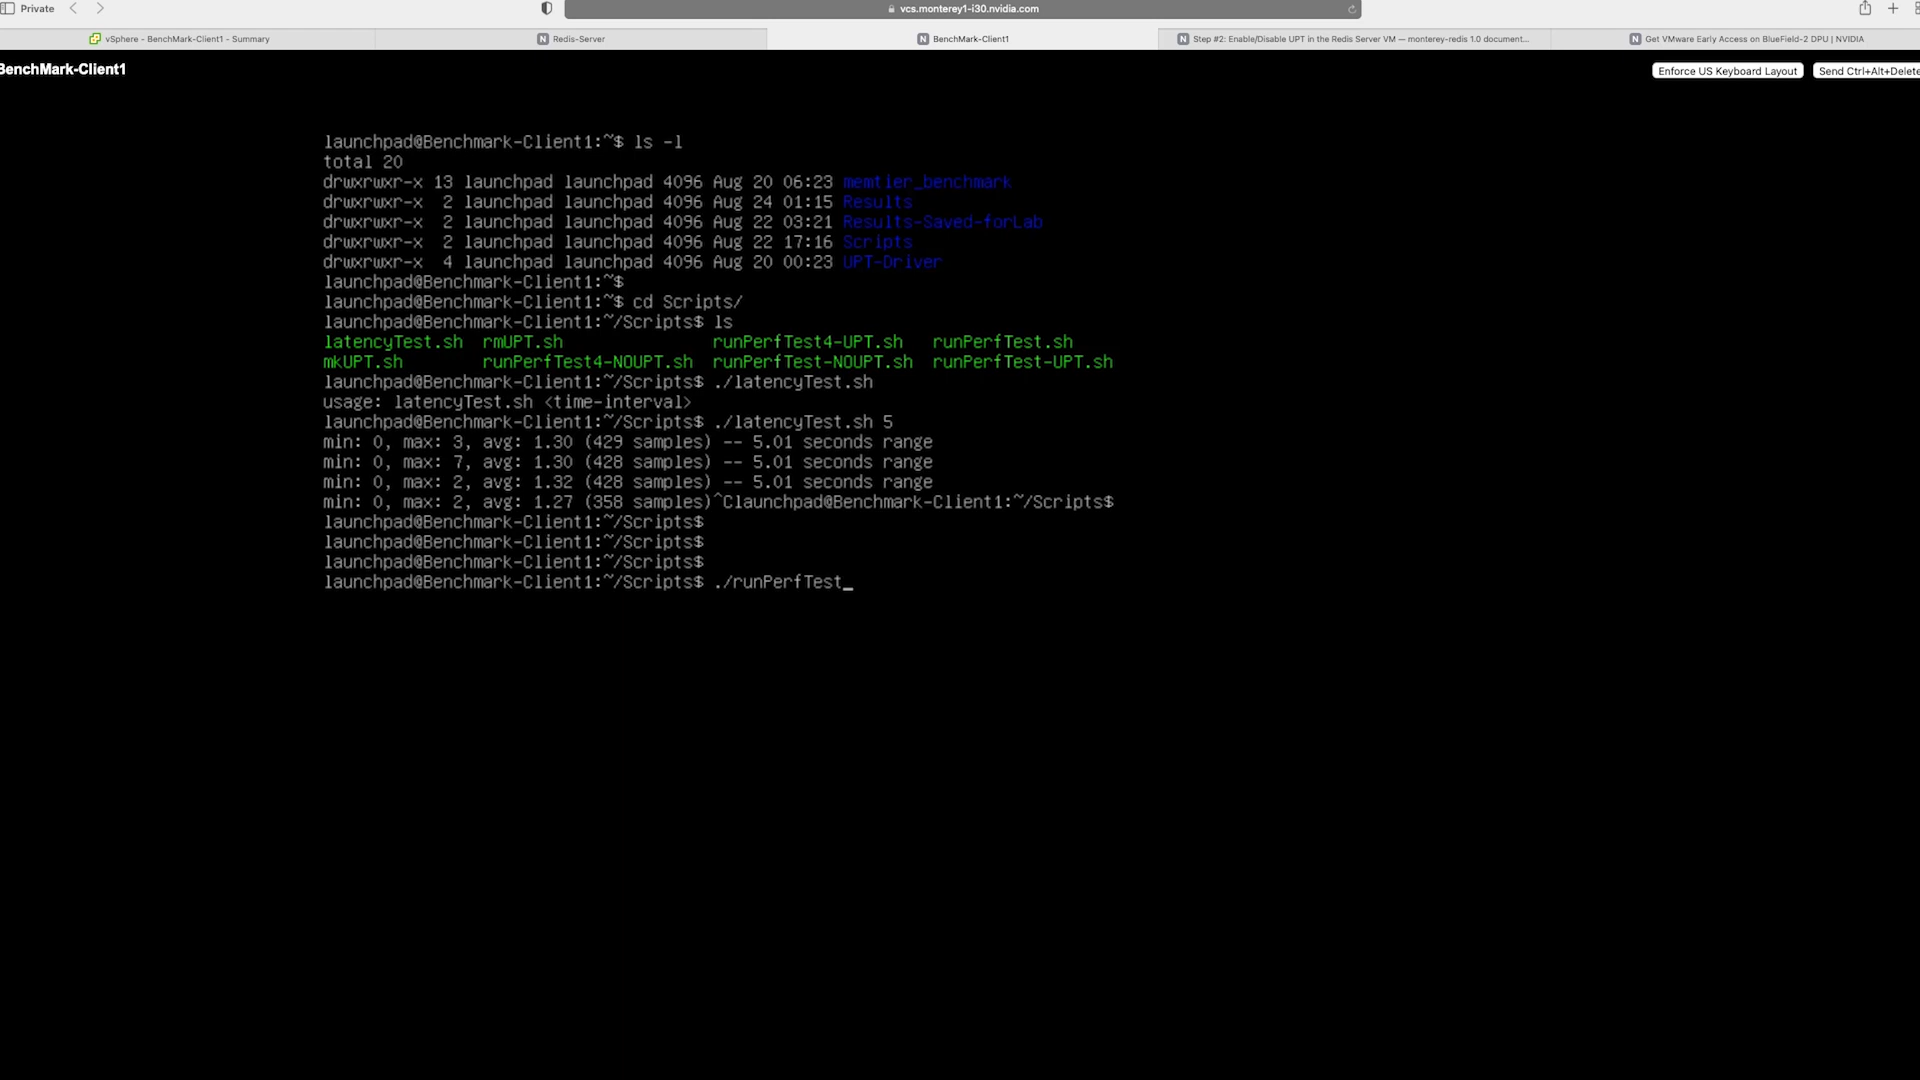 Private
vcs.monterey1-i30.nvidia.com
vSphere - BenchMark-Client1 - Summary
Redis-Server
BenchMark-Client1
Step #2: Enable/Disable UPT in the Redis Server VM — monterey-redis 1.0 document...
Get VMware Early Access on BlueField-2 DPU | NVIDIA
BenchMark-Client1
Enforce US Keyboard Layout
Send Ctrl+Alt+Delete
launchpad@Benchmark-Client1:~$ ls -l
total 20
drwxrwxr-x 13 launchpad launchpad 4096 Aug 20 06:23 memtier_benchmark
drwxrwxr-x  2 launchpad launchpad 4096 Aug 24 01:15 Results
drwxrwxr-x  2 launchpad launchpad 4096 Aug 22 03:21 Results-Saved-forLab
drwxrwxr-x  2 launchpad launchpad 4096 Aug 22 17:16 Scripts
drwxrwxr-x  4 launchpad launchpad 4096 Aug 20 00:23 UPT-Driver
launchpad@Benchmark-Client1:~$
launchpad@Benchmark-Client1:~$ cd Scripts/
launchpad@Benchmark-Client1:~/Scripts$ ls
latencyTest.sh  rmUPT.sh               runPerfTest4-UPT.sh   runPerfTest.sh
mkUPT.sh        runPerfTest4-NOUPT.sh  runPerfTest-NOUPT.sh  runPerfTest-UPT.sh
launchpad@Benchmark-Client1:~/Scripts$ ./latencyTest.sh
usage: latencyTest.sh <time-interval>
launchpad@Benchmark-Client1:~/Scripts$ ./latencyTest.sh 5
min: 0, max: 3, avg: 1.30 (429 samples) -- 5.01 seconds range
min: 0, max: 7, avg: 1.30 (428 samples) -- 5.01 seconds range
min: 0, max: 2, avg: 1.32 (428 samples) -- 5.01 seconds range
min: 0, max: 2, avg: 1.27 (358 samples)^Claunchpad@Benchmark-Client1:~/Scripts$
launchpad@Benchmark-Client1:~/Scripts$
launchpad@Benchmark-Client1:~/Scripts$
launchpad@Benchmark-Client1:~/Scripts$
launchpad@Benchmark-Client1:~/Scripts$ ./runPerfTest_